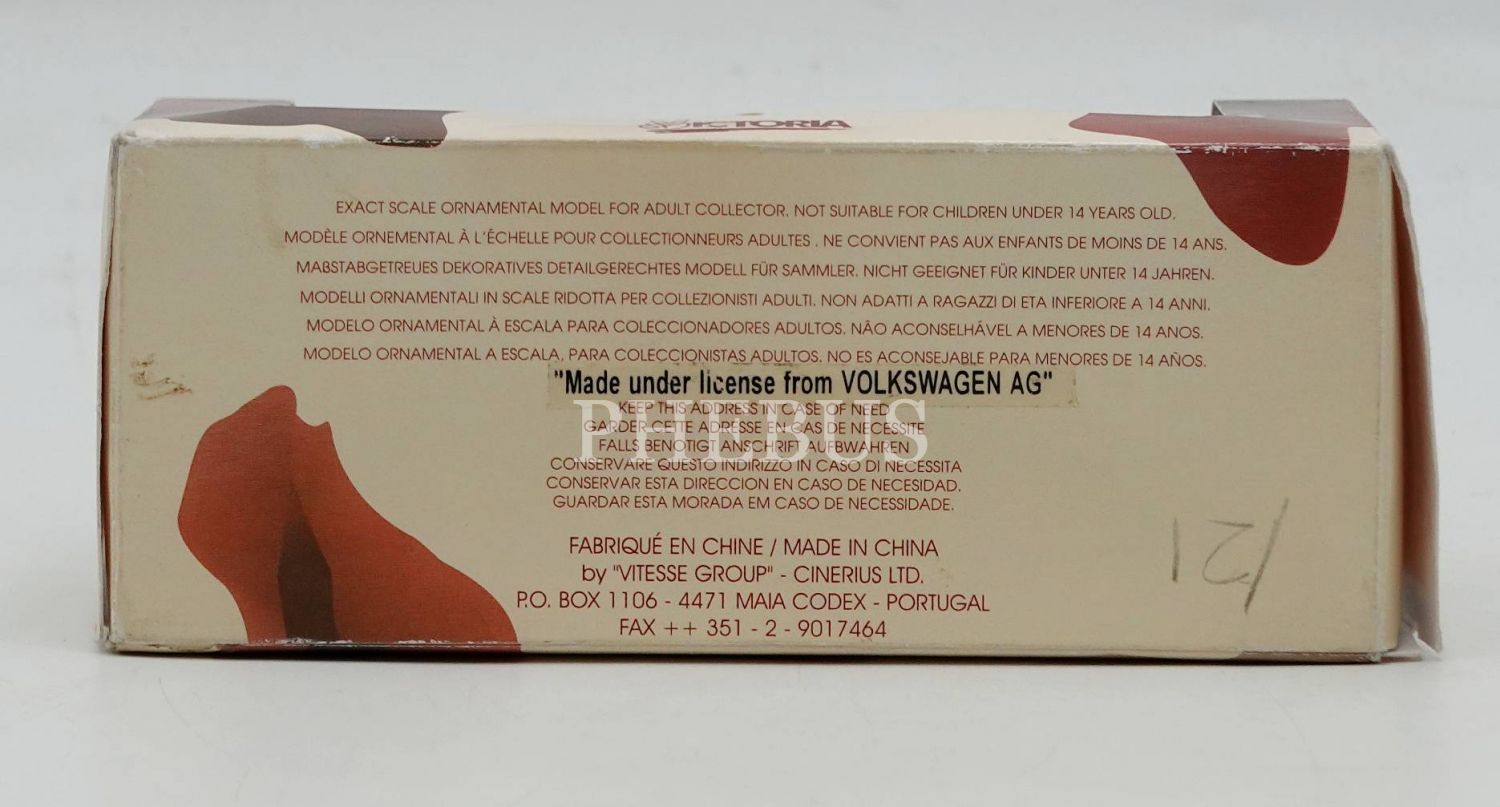 VICTORIA
EXACT SCALE ORNAMENTAL MODEL FOR ADULT COLLECTOR. NOT SUITABLE FOR CHILDREN UNDER 14 YEARS OLD.
MODÈLE ORNEMENTAL À L'ÉCHELLE POUR COLLECTIONNEURS ADULTES . NE CONVIENT PAS AUX ENFANTS DE MOINS DE 14 ANS.
MAßSTABGETREUES DEKORATIVES DETAILGERECHTES MODELL FÜR SAMMLER. NICHT GEEIGNET FÜR KINDER UNTER 14 JAHREN.
MODELLI ORNAMENTALI IN SCALE RIDOTTA PER COLLEZIONISTI ADULTI. NON ADATTI A RAGAZZI DI ETA INFERIORE A 14 ANNI.
MODELO ORNAMENTAL À ESCALA PARA COLECCIONADORES ADULTOS. NÃO ACONSELHÁVEL A MENORES DE 14 ANOS.
MODELO ORNAMENTAL A ESCALA, PARA COLECCIONISTAS ADULTOS. NO ES ACONSEJABLE PARA MENORES DE 14 AÑOS.
"Made under license from VOLKSWAGEN AG"
KEEP THIS ADDRESS IN CASE OF NEED
GARDER CETTE ADRESSE EN CAS DE NECESSITE
PHEBUS
FALLS BENOTIGT ANSCHRIFT AUFBWAHREN
CONSERVARE QUESTO INDIRIZZO IN CASO DI NECESSITA
CONSERVAR ESTA DIRECCION EN CASO DE NECESIDAD.
GUARDAR ESTA MORADA EM CASO DE NECESSIDADE.
FABRIQUÉ EN CHINE / MADE IN CHINA
by "VITESSE GROUP" - CINERIUS LTD.
P.O. BOX 1106 - 4471 MAIA CODEX - PORTUGAL
FAX ++ 351 - 2 - 9017464